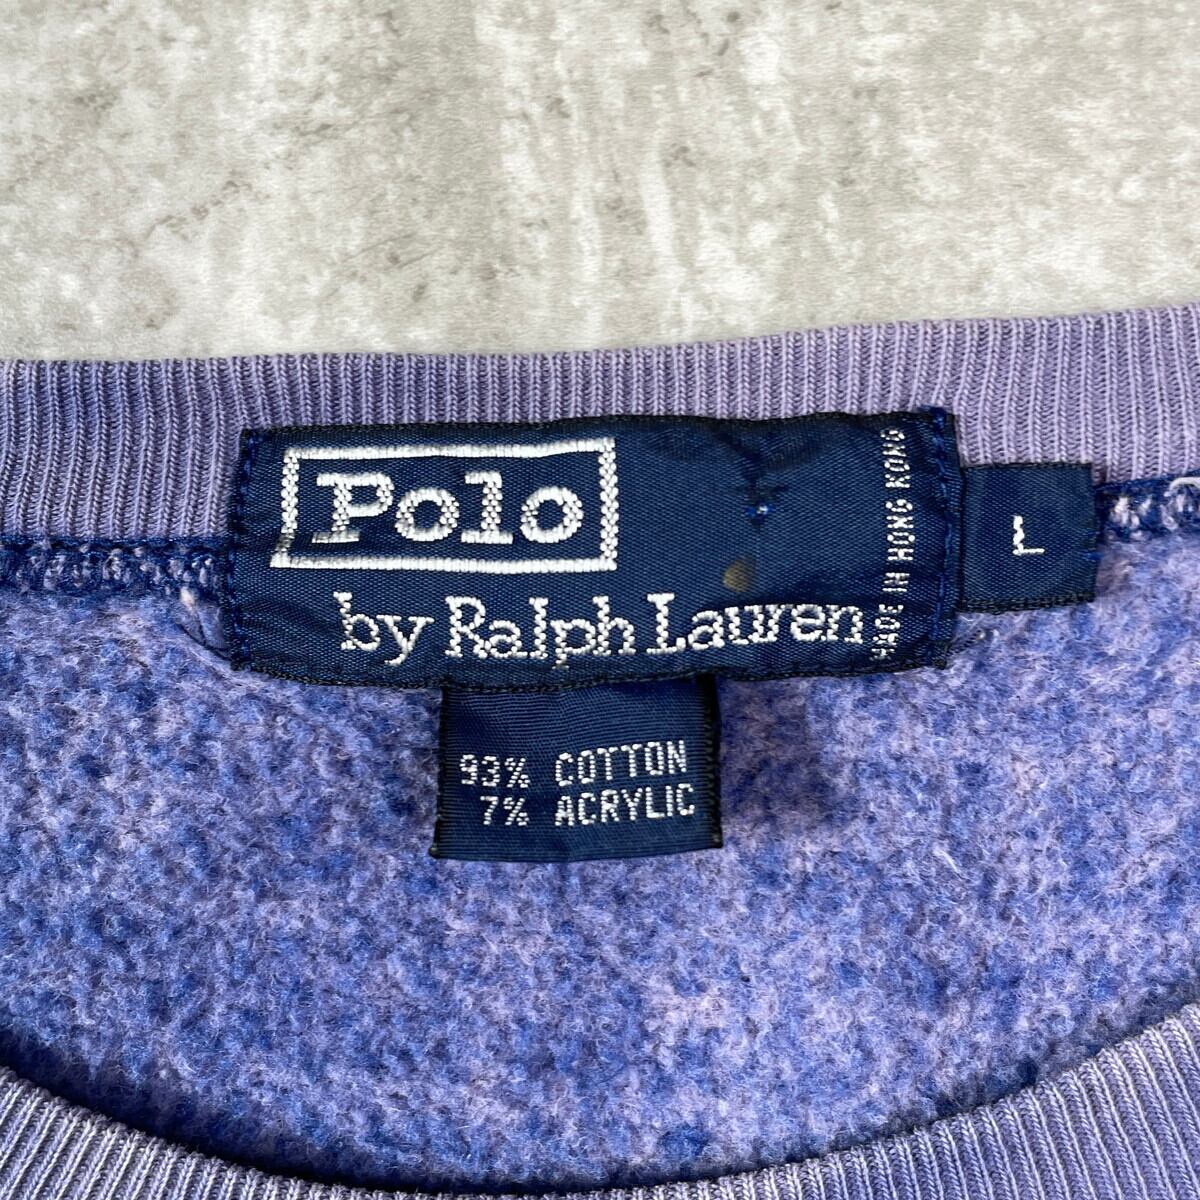 Polo
by Ralph Lauren
MADE IN HONG KONG
L
93% COTTON
7% ACRYLIC